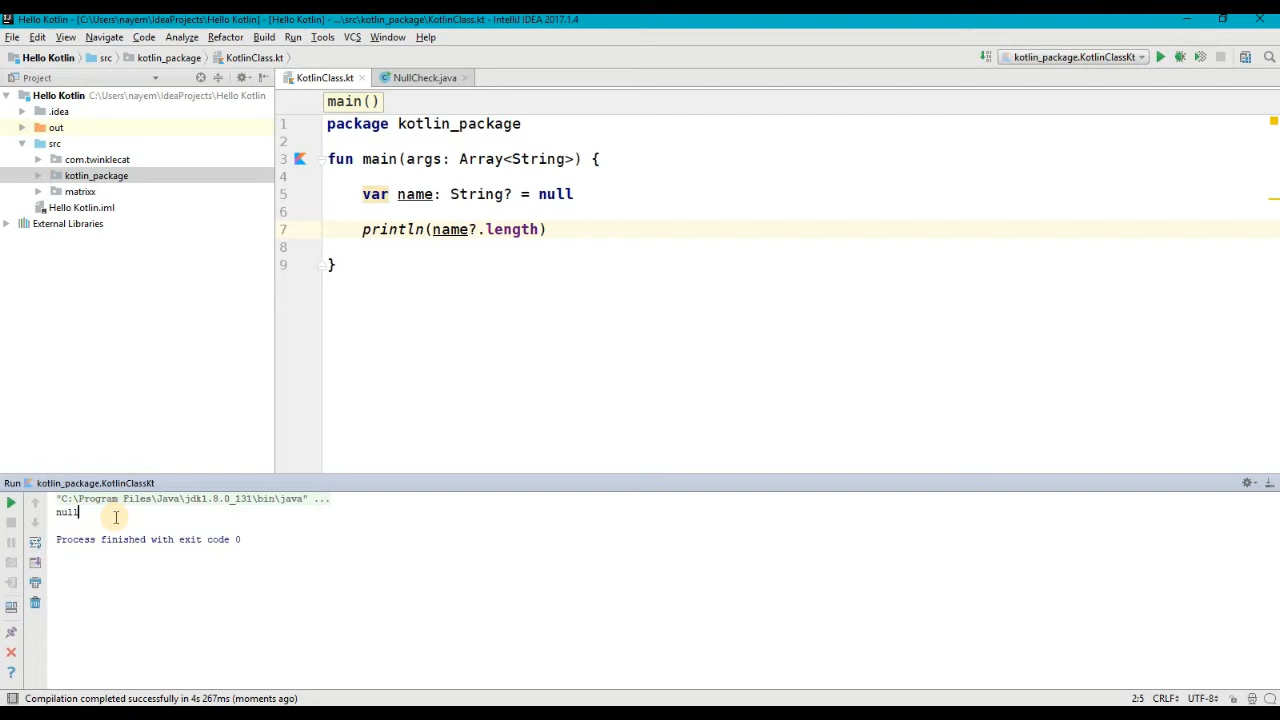 Hello Kotlin - [C:\Users\nayem\IdeaProjects\Hello Kotlin] - [Hello Kotlin] - ...\src\kotlin_package\KotlinClass.kt - IntelliJ IDEA 2017.1.4
File Edit View Navigate Code Analyze Refactor Build Run Tools VCS Window Help
Hello Kotlin src kotlin_package KotlinClass.kt kotlin_package.KotlinClassKt
Project KotlinClass.kt NullCheck.java
Hello Kotlin C:\Users\nayem\IdeaProjects\Hello Kotlin
.idea
out
src
com.twinklecat
kotlin_package
matrixx
Hello Kotlin.iml
External Libraries
main()
1 package kotlin_package
2
3 fun main(args: Array<String>) {
4
5 var name: String? = null
6
7 println(name?.length)
8
9 }
Run kotlin_package.KotlinClassKt
"C:\Program Files\Java\jdk1.8.0_131\bin\java" ...
null
Process finished with exit code 0
Compilation completed successfully in 4s 267ms (moments ago) 2:5 CRLF UTF-8